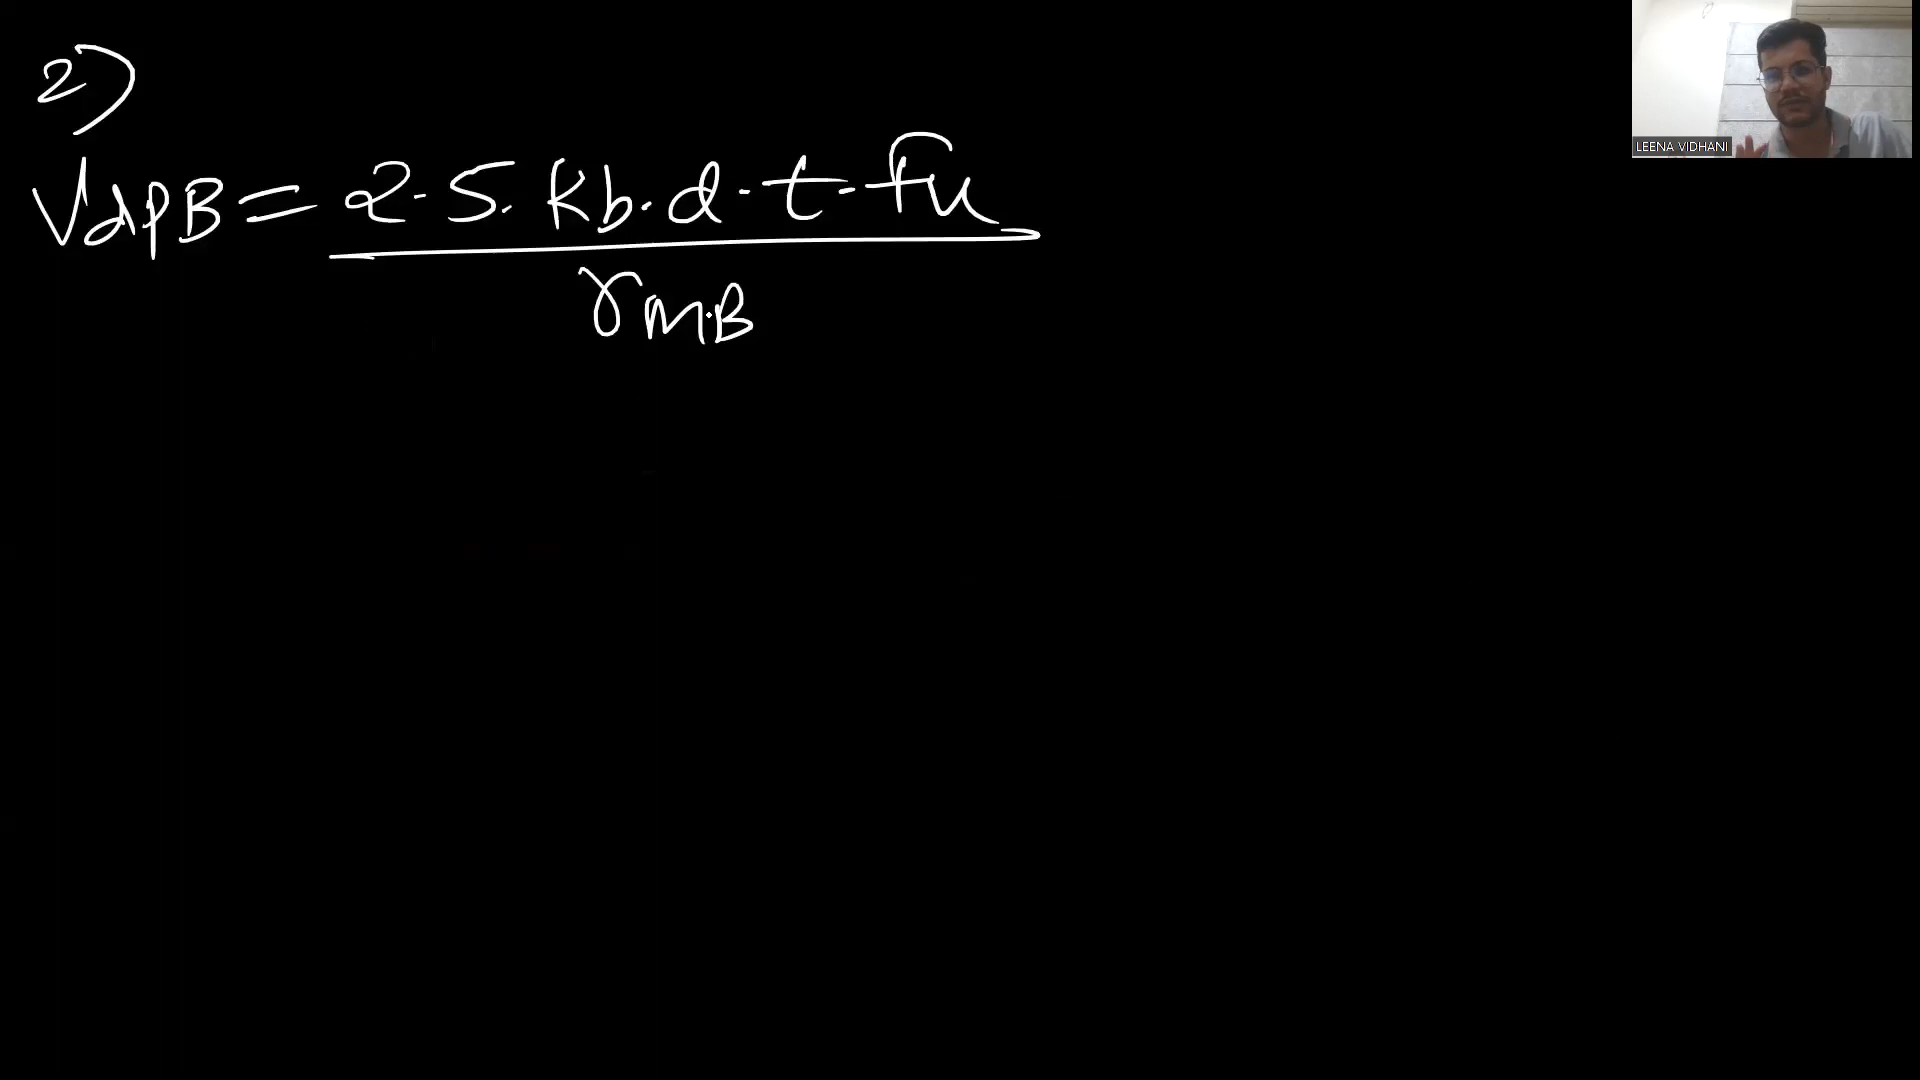 2)
VdpB = 2.5. Kb. d. t. fu
γmB
LEENA VIDHANI